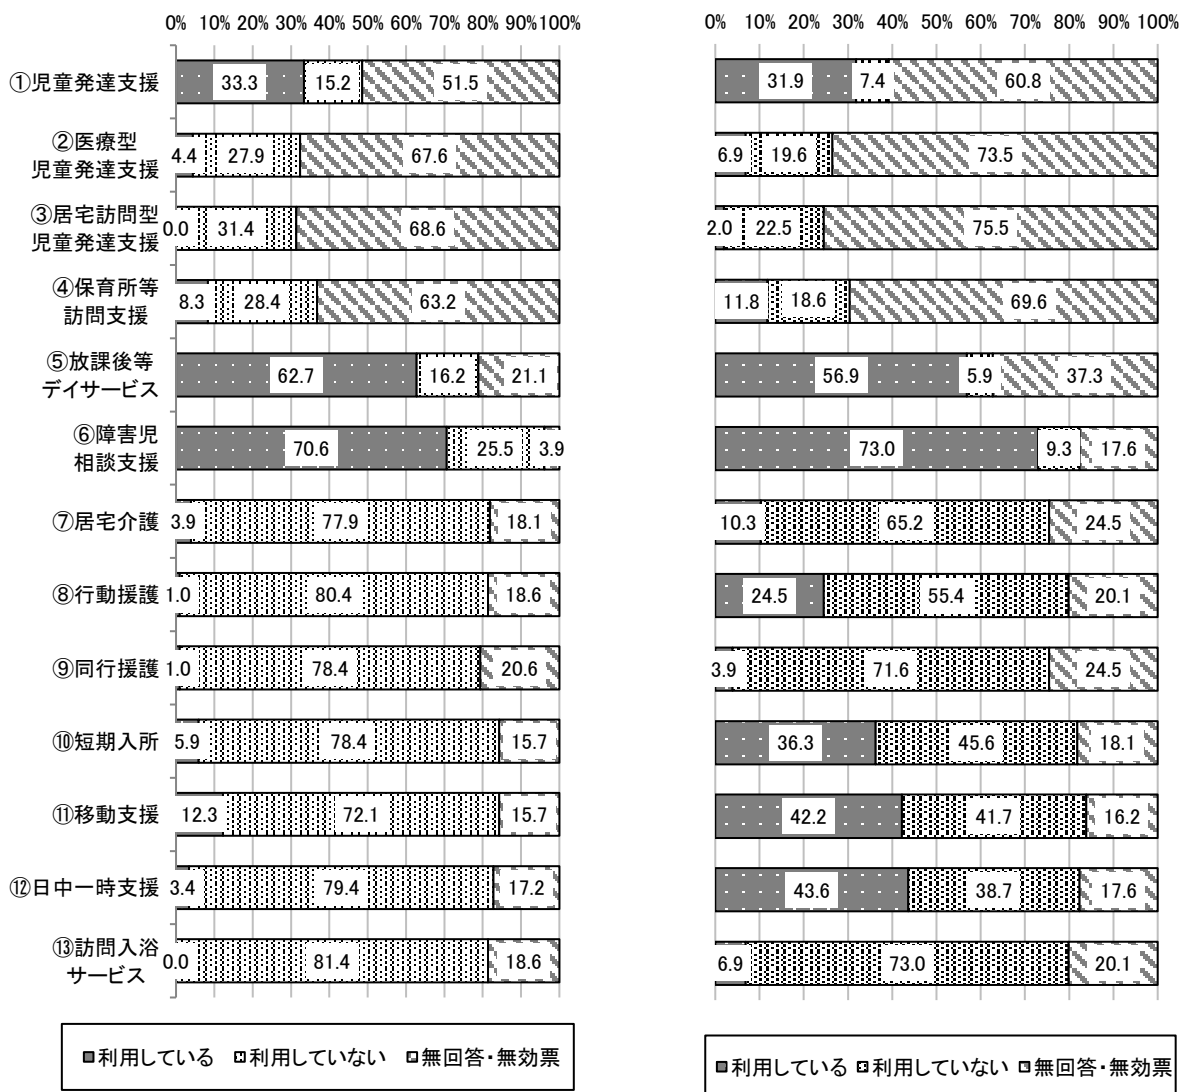 0% 10% 20% 30% 40% 50% 60% 70% 80% 90% 100%
0% 10% 20% 30% 40% 50% 60% 70% 80% 90% 100%
①児童発達支援 33.3 15.2 51.5 31.9 7.4 60.8
②医療型
児童発達支援 4.4 27.9 67.6 6.9 19.6 73.5
③居宅訪問型
児童発達支援 0.0 31.4 68.6 2.0 22.5 75.5
④保育所等
訪問支援 8.3 28.4 63.2 11.8 18.6 69.6
⑤放課後等
デイサービス 62.7 16.2 21.1 56.9 5.9 37.3
⑥障害児
相談支援 70.6 25.5 3.9 73.0 9.3 17.6
⑦居宅介護 3.9 77.9 18.1 10.3 65.2 24.5
⑧行動援護 1.0 80.4 18.6 24.5 55.4 20.1
⑨同行援護 1.0 78.4 20.6 3.9 71.6 24.5
⑩短期入所 5.9 78.4 15.7 36.3 45.6 18.1
⑪移動支援 12.3 72.1 15.7 42.2 41.7 16.2
⑫日中一時支援 3.4 79.4 17.2 43.6 38.7 17.6
⑬訪問入浴
サービス 0.0 81.4 18.6 6.9 73.0 20.1
利用している 利用していない 無回答・無効票
利用している 利用していない 無回答・無効票